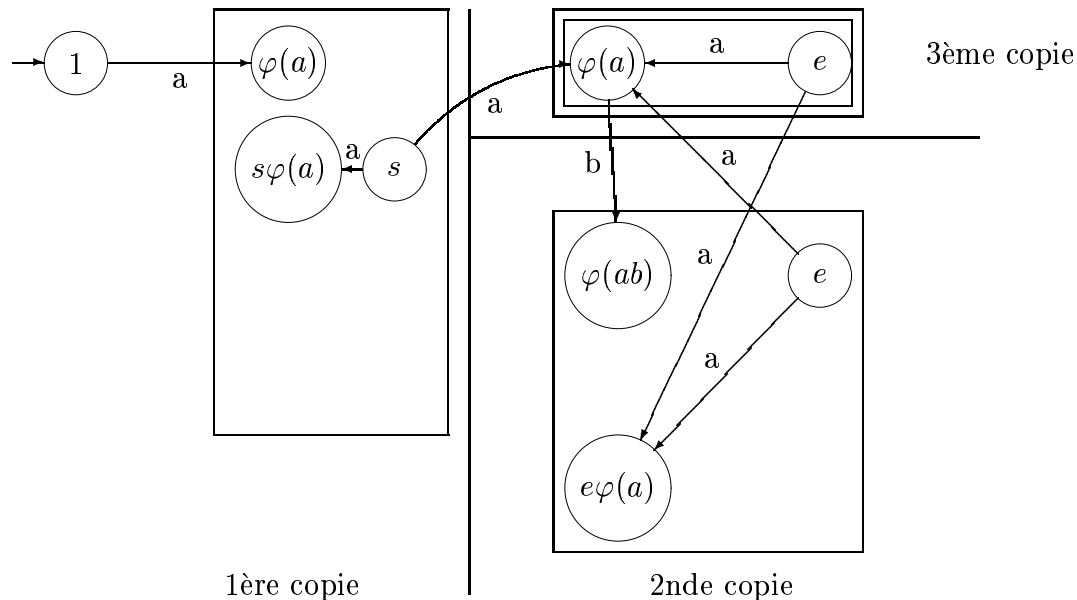 1
a
φ(a)
sφ(a)
a
s
a
φ(a)
a
e
3ème copie
b
a
φ(ab)
a
e
a
eφ(a)
1ère copie
2nde copie